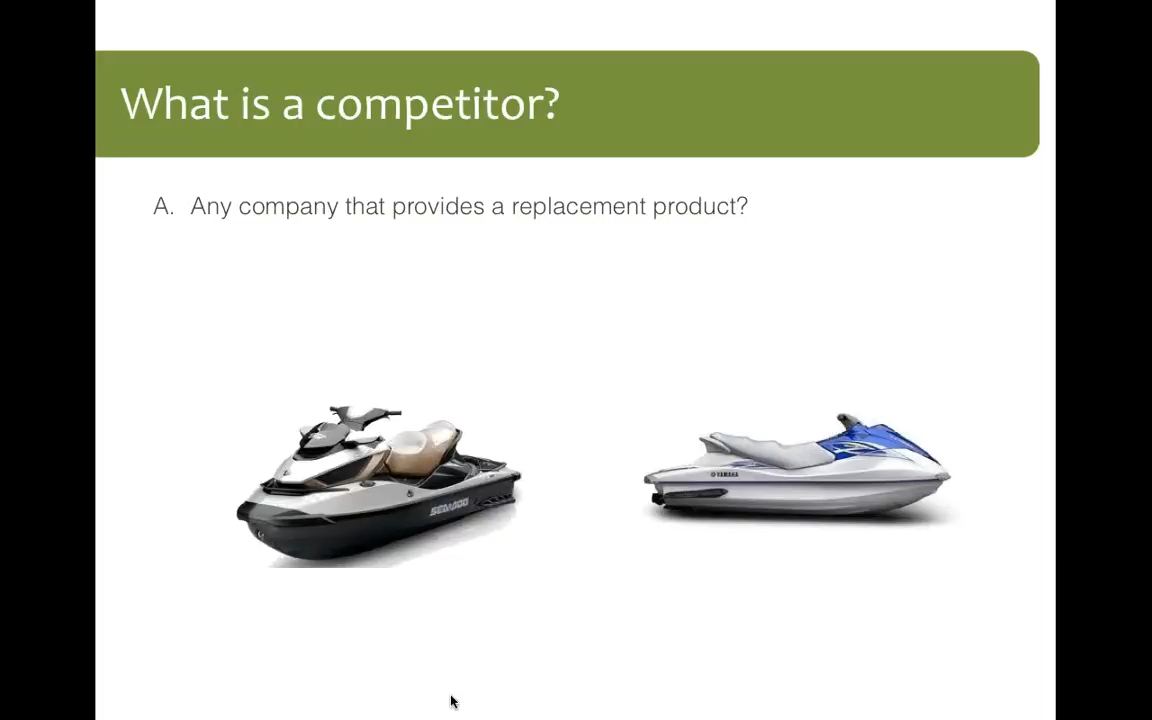 What is a competitor?
A. Any company that provides a replacement product?
SEA-DOO
YAMAHA